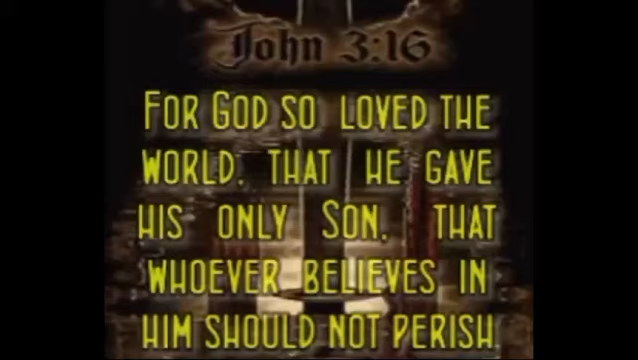 John 3:16
For God so loved the
world, that he gave
his only Son, that
whoever believes in
him should not perish